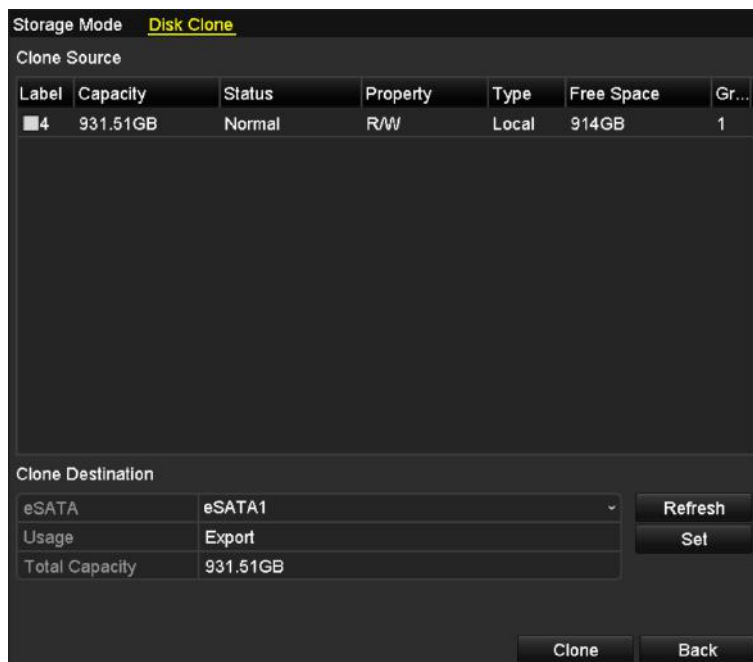 Storage Mode Disk Clone
Clone Source
Label Capacity Status Property Type Free Space Gr...
4 931.51GB Normal R/W Local 914GB 1
Clone Destination
eSATA eSATA1 Refresh
Usage Export Set
Total Capacity 931.51GB
Clone Back